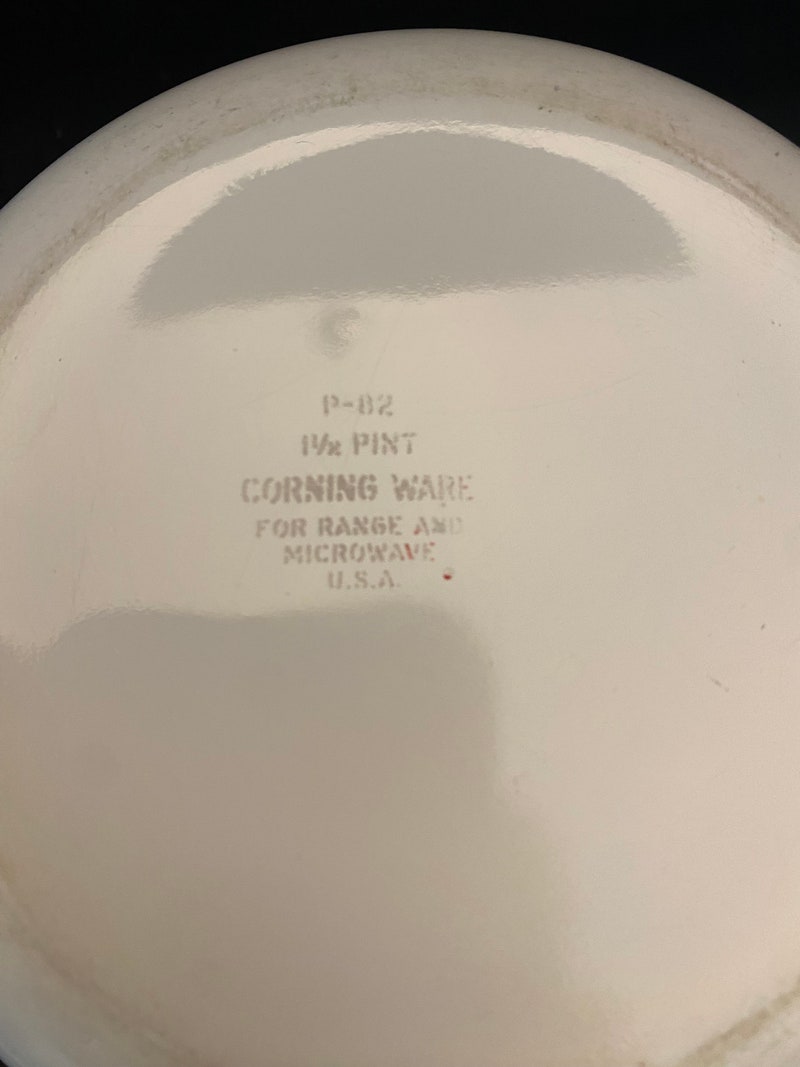 P-82
1½ PINT
CORNING WARE
FOR RANGE AND
MICROWAVE
U.S.A.